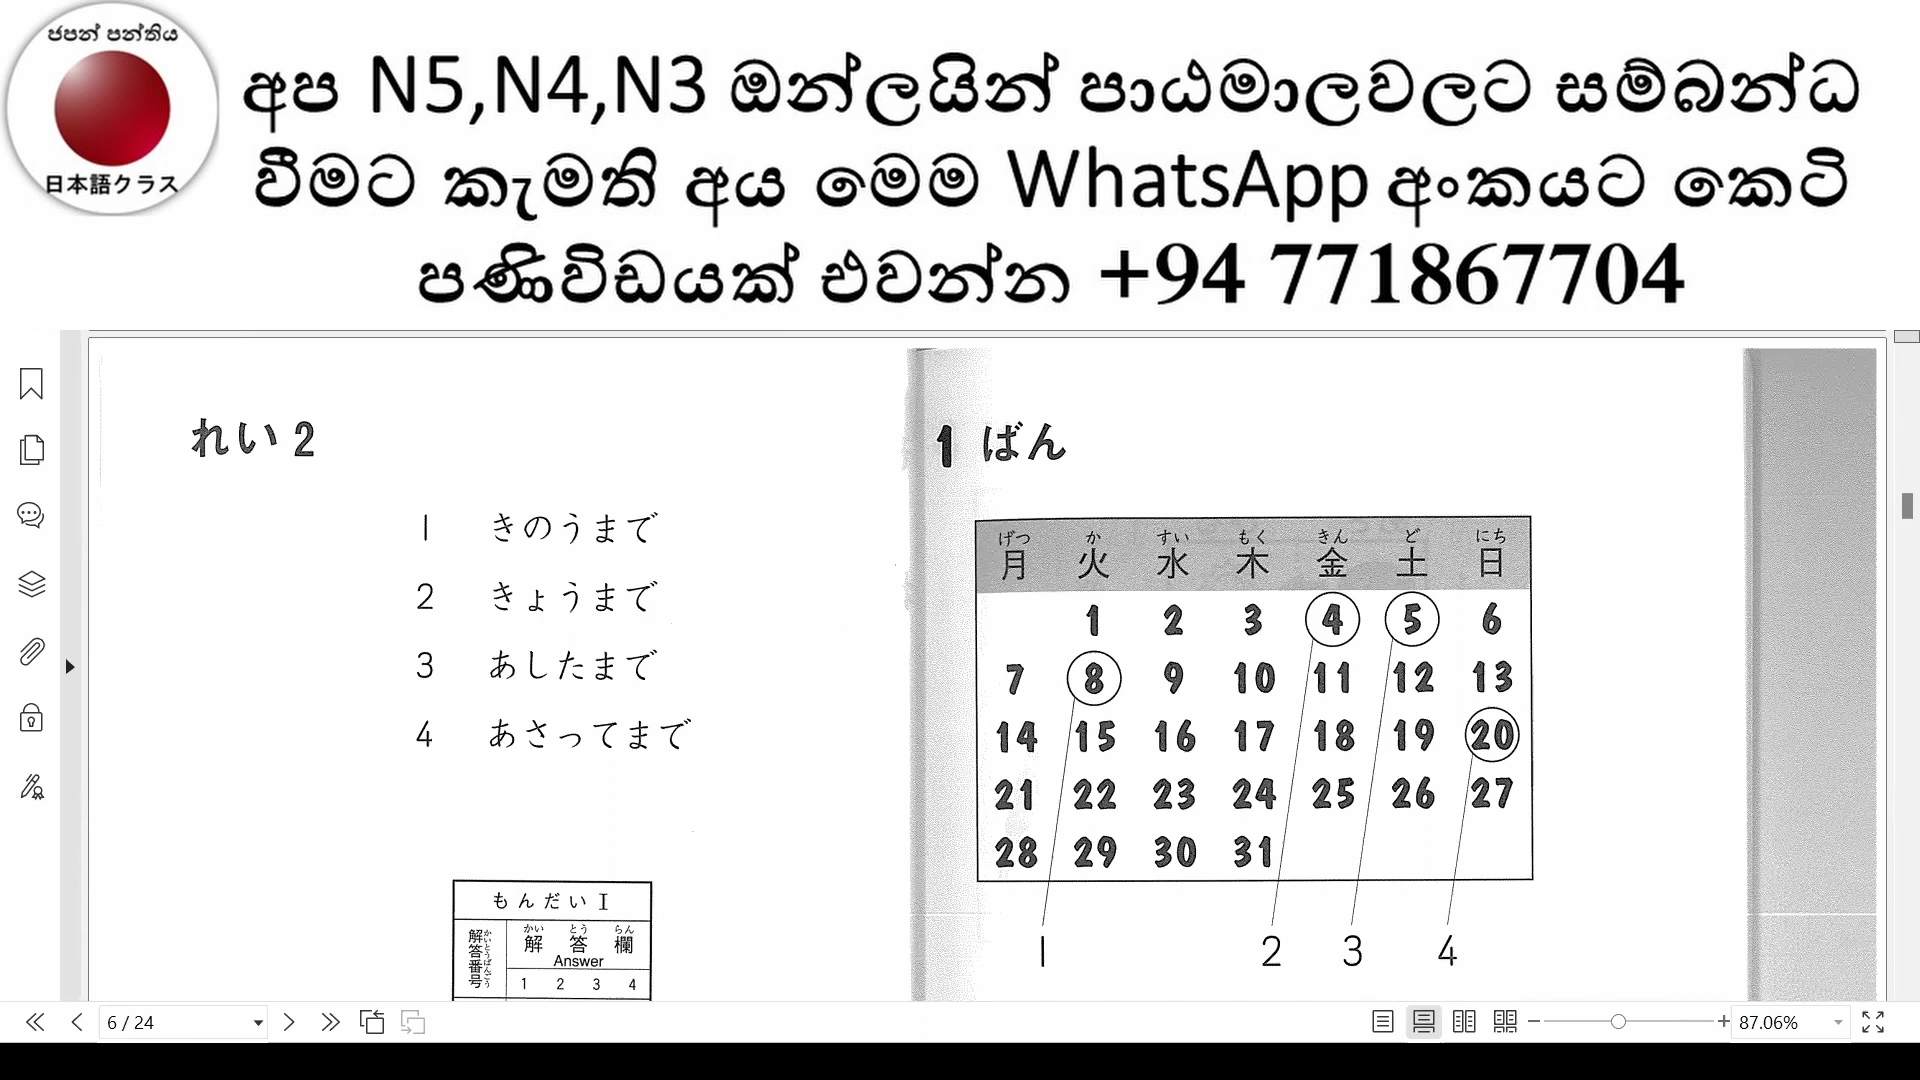 ජපන් පන්තිය
日本語クラス
අප N5,N4,N3 ඔන්ලයින් පාඨමාලවලට සම්බන්ධ
වීමට කැමති අය මෙම WhatsApp අංකයට කෙටි
පණිවිඩයක් එවන්න +94 771867704
れい 2
1 きのうまで
2 きょうまで
3 あしたまで
4 あさってまで
もんだい I
解答番号 かいとうばんごう
かい とう らん
解 答 欄
Answer
1 2 3 4
1 ばん
げつ か すい もく きん ど にち
月 火 水 木 金 土 日
1 2 3 4 5 6
7 8 9 10 11 12 13
14 15 16 17 18 19 20
21 22 23 24 25 26 27
28 29 30 31
1 2 3 4
6 / 24
87.06%